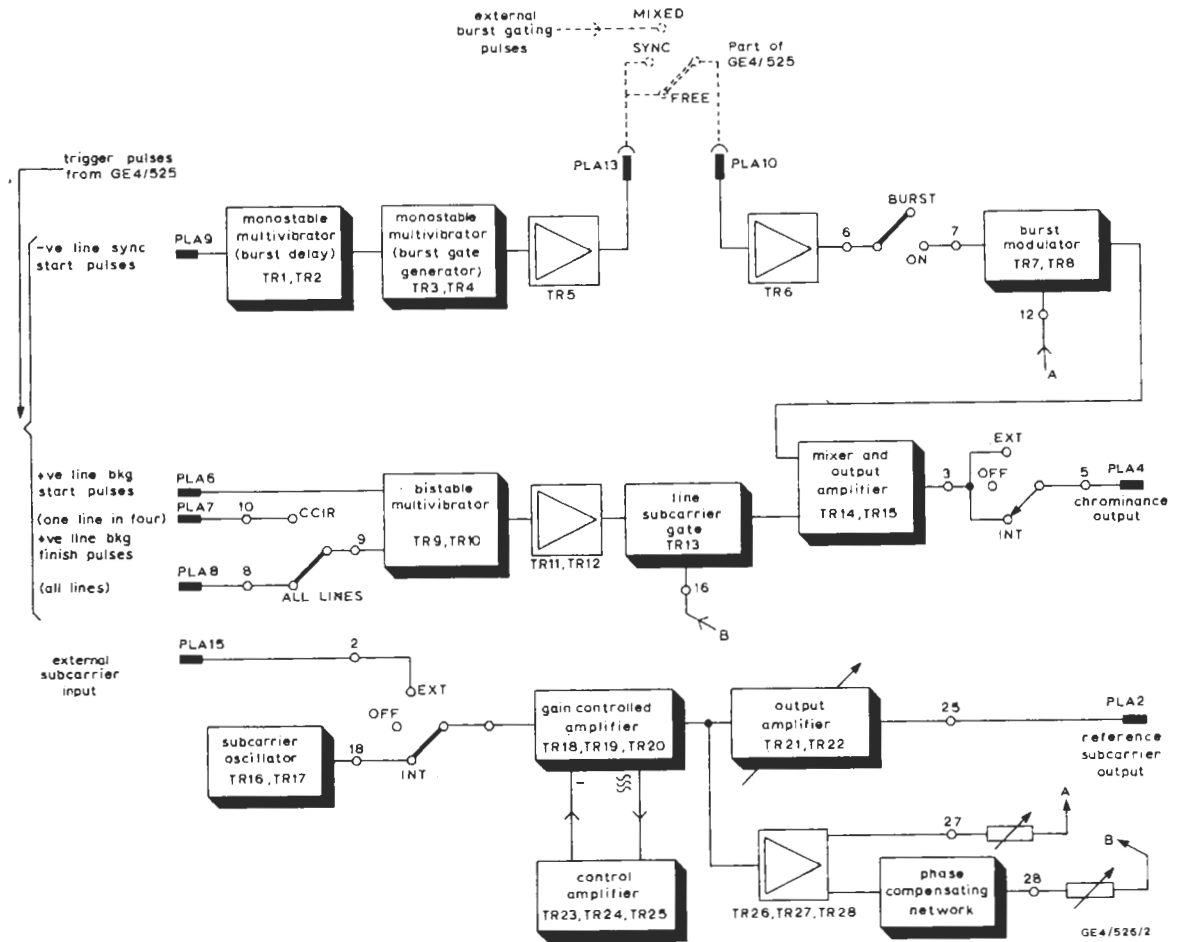 external
burst gating
pulses
MIXED
SYNC
Part of
GE4/525
FREE
trigger pulses
from GE4/525
PLA13
PLA10
-ve line sync
start pulses
PLA9
monostable
multivibrator
(burst delay)
TR1, TR2
monostable
multivibrator
(burst gate
generator)
TR3, TR4
TR5
TR6
6
BURST
ON
7
burst
modulator
TR7, TR8
12
A
+ve line bkg
start pulses
PLA6
(one line in four)
PLA7
10
CCIR
+ve line bkg
finish pulses
9
(all lines)
PLA8
8
ALL LINES
bistable
multivibrator
TR9, TR10
TR11, TR12
line
subcarrier
gate
TR13
16
B
mixer and
output
amplifier
TR14, TR15
3
EXT
OFF
INT
5
PLA4
chrominance
output
external
subcarrier
input
PLA15
2
EXT
OFF
INT
subcarrier
oscillator
TR16, TR17
18
gain controlled
amplifier
TR18, TR19, TR20
output
amplifier
TR21, TR22
25
PLA2
reference
subcarrier
output
-
control
amplifier
TR23, TR24, TR25
TR26, TR27, TR28
27
A
phase
compensating
network
28
B
GE4/526/2